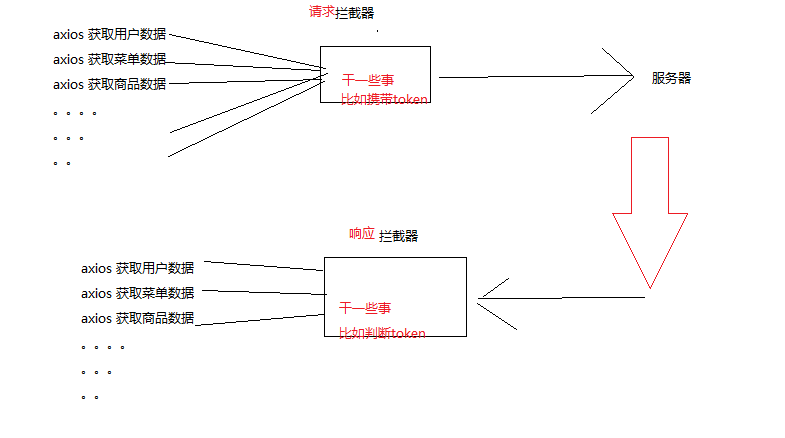 请求拦截器
axios 获取用户数据
axios 获取菜单数据
axios 获取商品数据
。。。。
。。。
。。
干一些事
比如携带token
服务器
响应 拦截器
axios 获取用户数据
axios 获取菜单数据
axios 获取商品数据
。。。。
。。。
。。
干一些事
比如判断token